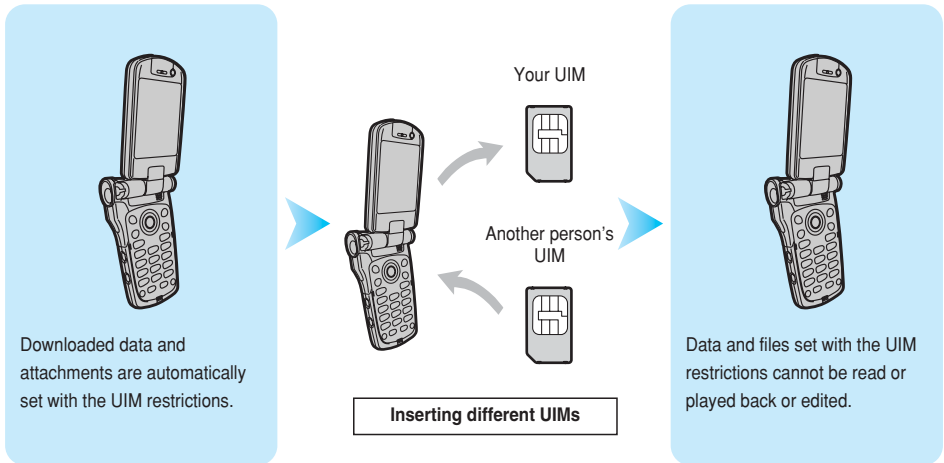 Downloaded data and
attachments are automatically
set with the UIM restrictions.
Your UIM
Another person's
UIM
Inserting different UIMs
Data and files set with the UIM
restrictions cannot be read or
played back or edited.